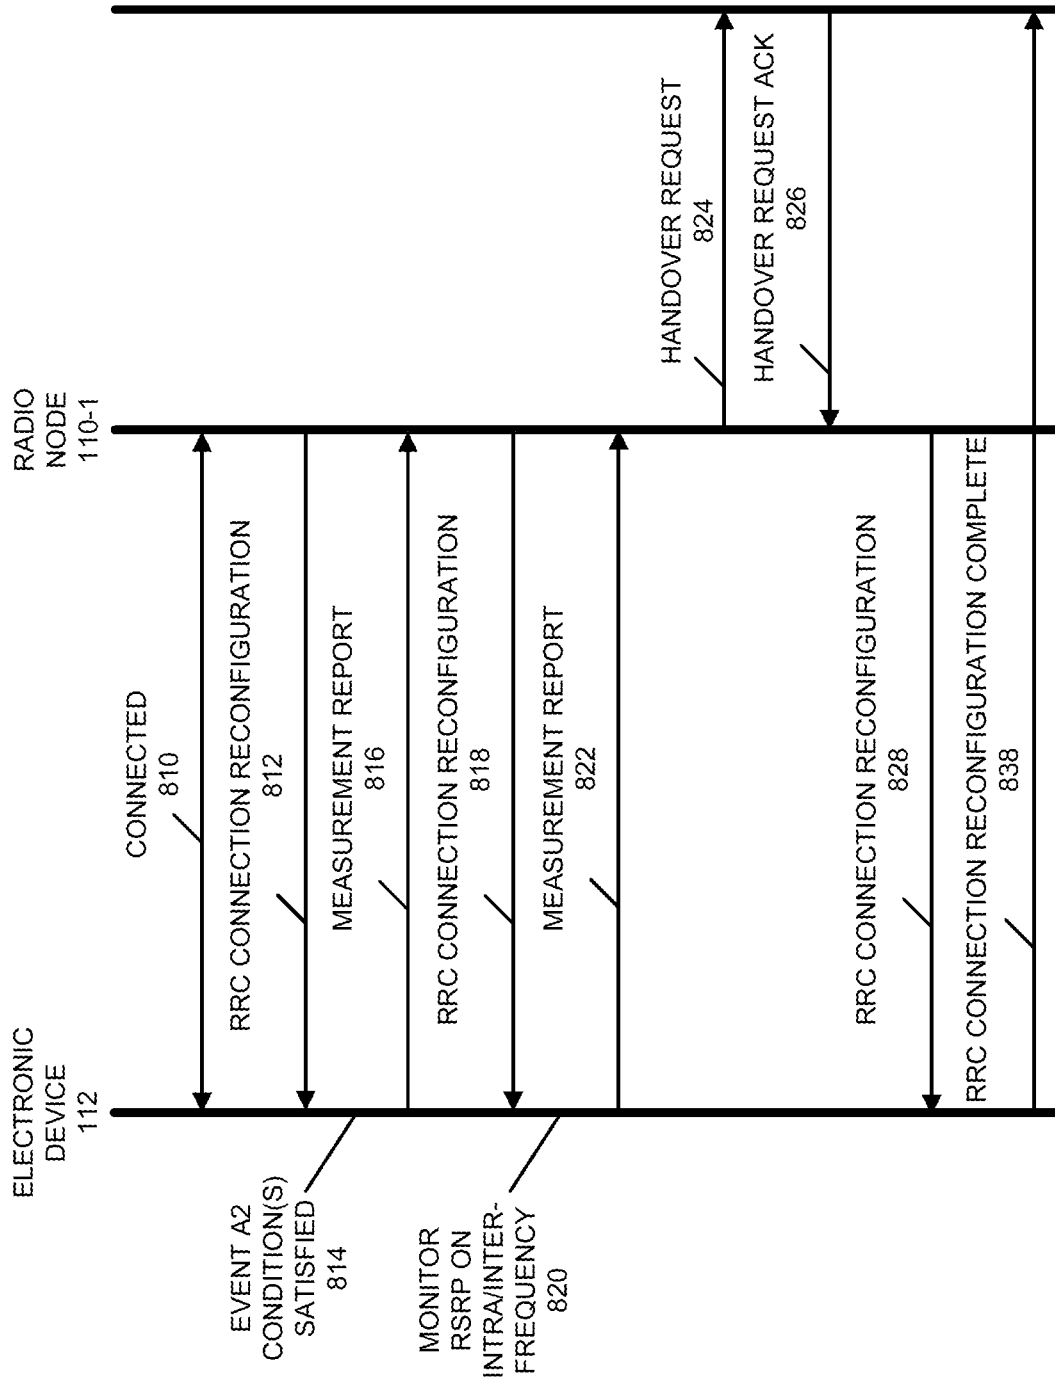 ELECTRONIC
DEVICE
112
RADIO
NODE
110-1
CONNECTED
810
RRC CONNECTION RECONFIGURATION
812
EVENT A2
CONDITION(S)
SATISFIED
814
MEASUREMENT REPORT
816
RRC CONNECTION RECONFIGURATION
818
MONITOR
RSRP ON
INTRA/INTER-
FREQUENCY
820
MEASUREMENT REPORT
822
HANDOVER REQUEST
824
HANDOVER REQUEST ACK
826
RRC CONNECTION RECONFIGURATION
828
RRC CONNECTION RECONFIGURATION COMPLETE
838